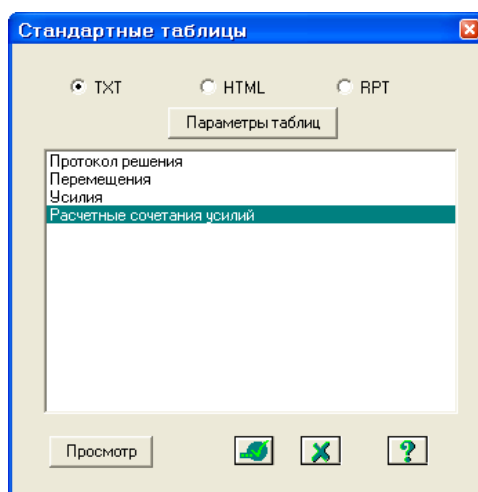 Стандартные таблицы
TXT HTML RPT
Параметры таблиц
Протокол решения
Перемещения
Усилия
Расчетные сочетания усилий
Просмотр
?